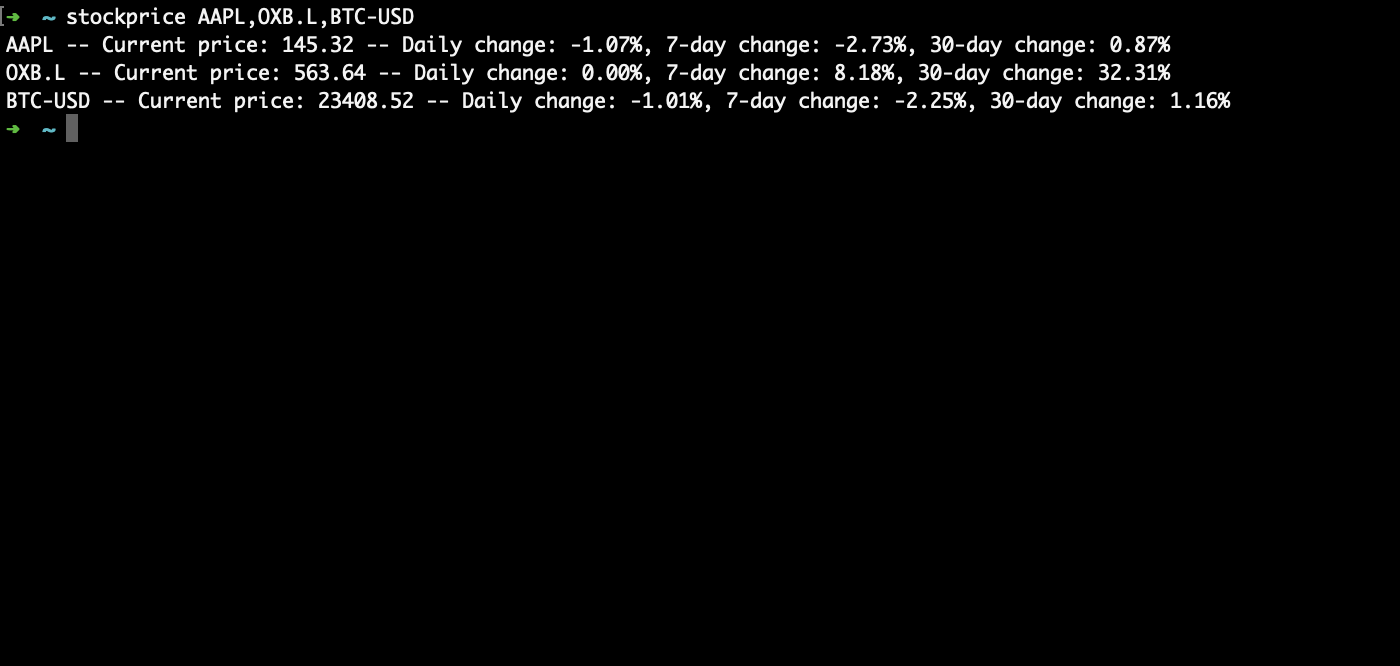 ➜  ~ stockprice AAPL,OXB.L,BTC-USD
AAPL -- Current price: 145.32 -- Daily change: -1.07%, 7-day change: -2.73%, 30-day change: 0.87%
OXB.L -- Current price: 563.64 -- Daily change: 0.00%, 7-day change: 8.18%, 30-day change: 32.31%
BTC-USD -- Current price: 23408.52 -- Daily change: -1.01%, 7-day change: -2.25%, 30-day change: 1.16%
➜  ~